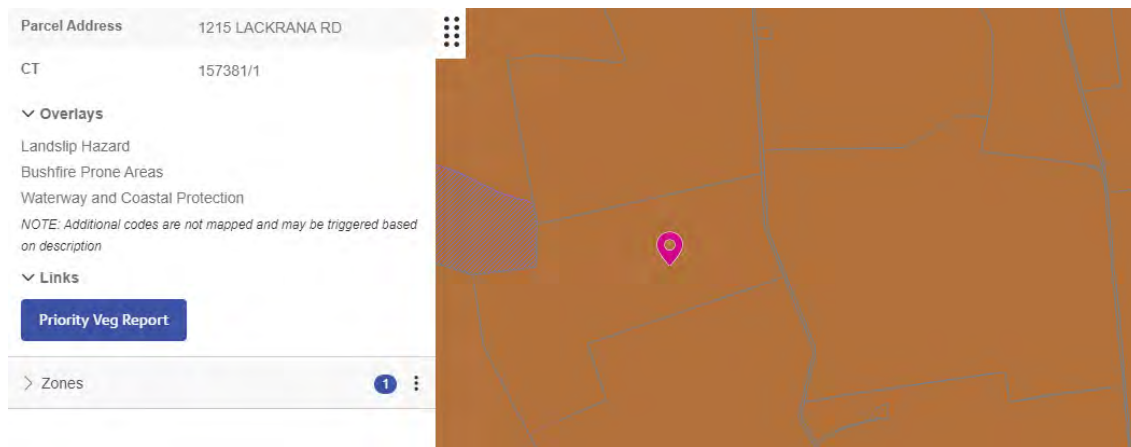 Parcel Address 1215 LACKRANA RD
CT 157381/1
Overlays
Landslip Hazard
Bushfire Prone Areas
Waterway and Coastal Protection
NOTE: Additional codes are not mapped and may be triggered based
on description
Links
Priority Veg Report
Zones 1